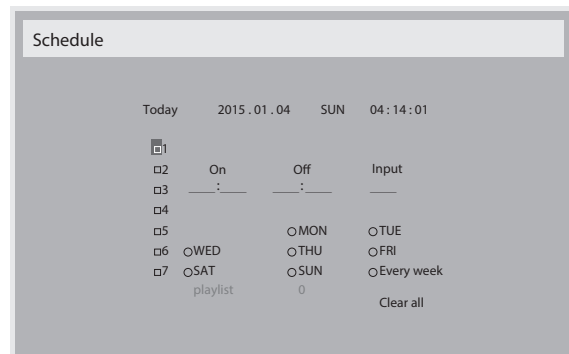 Schedule
Today 2015 . 01 . 04 SUN 04 : 14 : 01
1
2 On Off Input
3 ___:___ ___:___ ___
4
5 MON TUE
6 WED THU FRI
7 SAT SUN Every week
playlist 0
Clear all